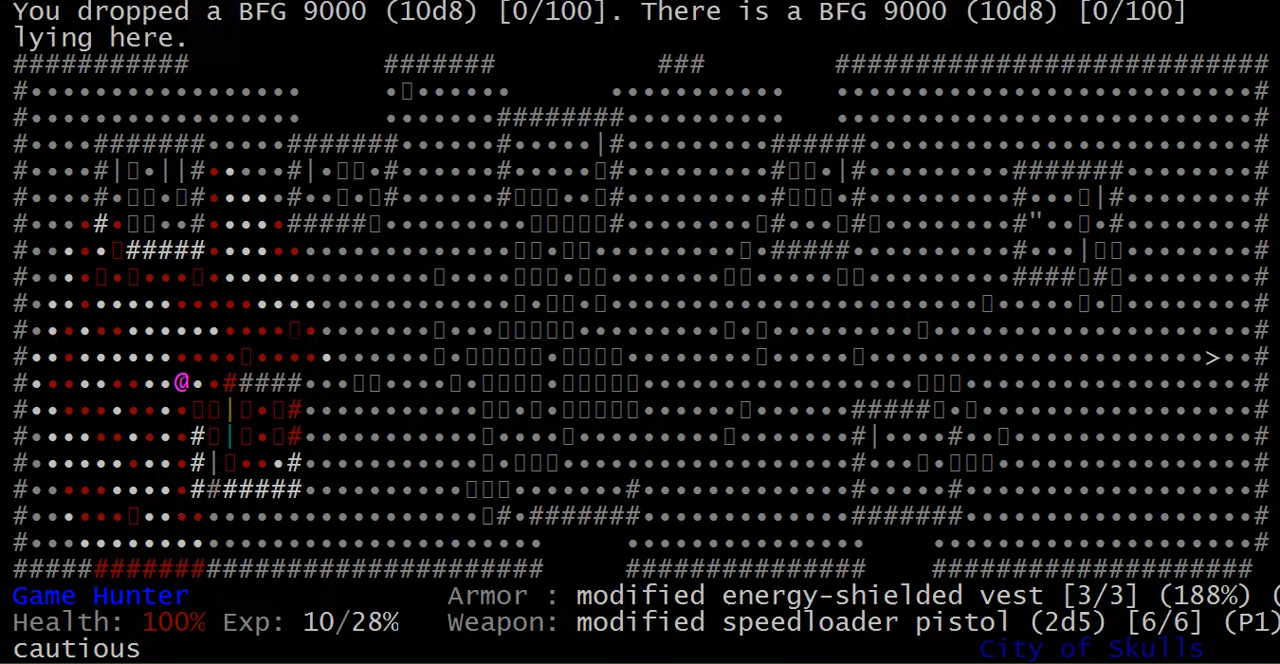 You dropped a BFG 9000 (10d8) [0/100]. There is a BFG 9000 (10d8) [0/100]
lying here.
Game Hunter
Armor : modified energy-shielded vest [3/3] (188%) (
Health: 100% Exp: 10/28%
Weapon: modified speedloader pistol (2d5) [6/6] (P1)
cautious
City of Skulls